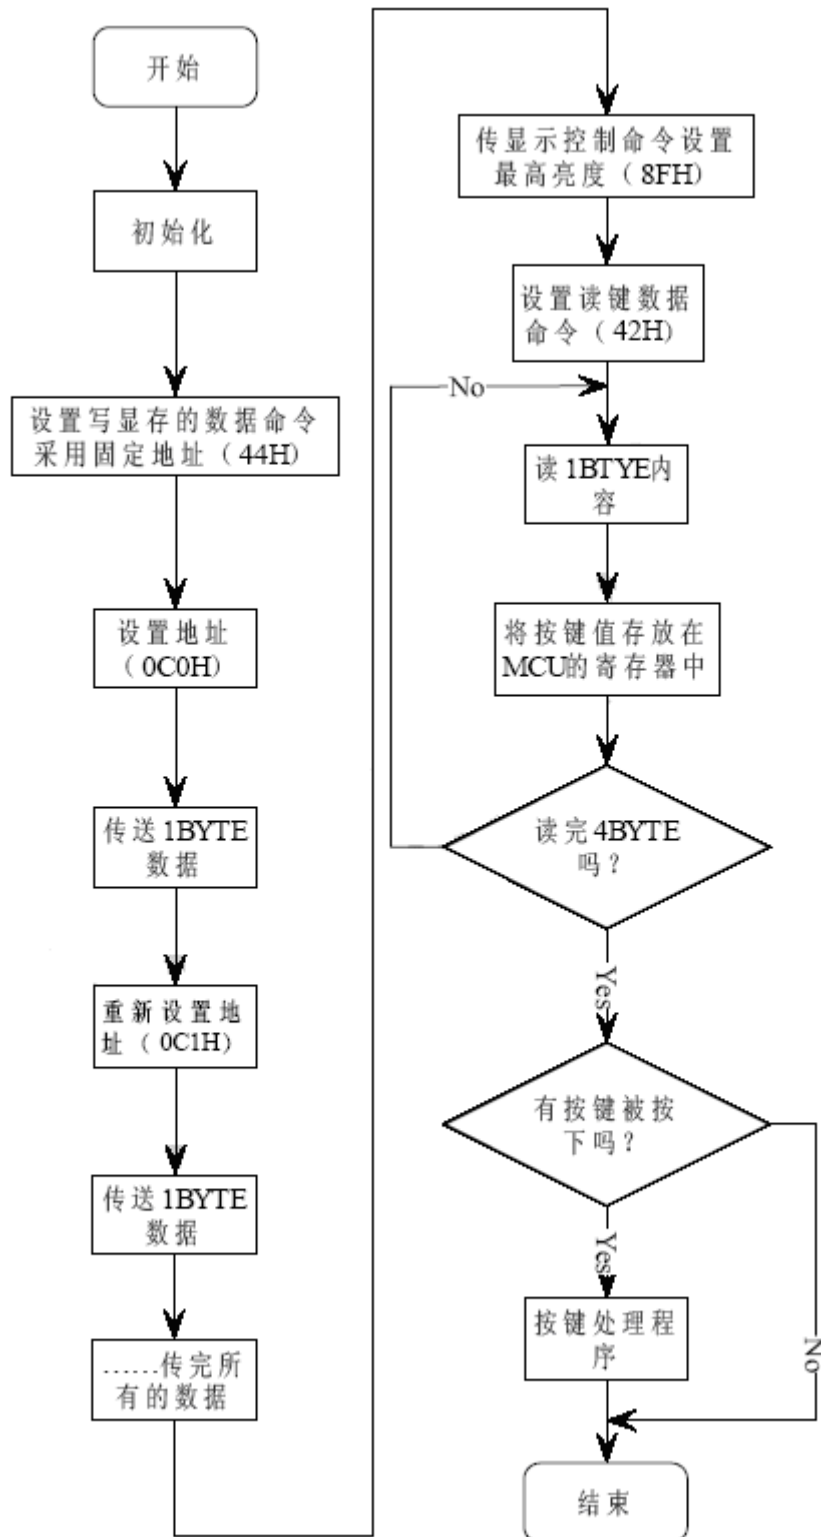 开始
初始化
设置写显存的数据命令
采用固定地址（44H）
设置地址
（0C0H）
传送1BYTE
数据
重新设置地
址（0C1H）
传送1BYTE
数据
……传完所
有的数据
传显示控制命令设置
最高亮度（8FH）
设置读键数据
命令（42H）
No
读1BTYE内
容
将按键值存放在
MCU的寄存器中
读完4BYTE
吗？
Yes
有按键被按
下吗？
Yes
No
按键处理程
序
结束